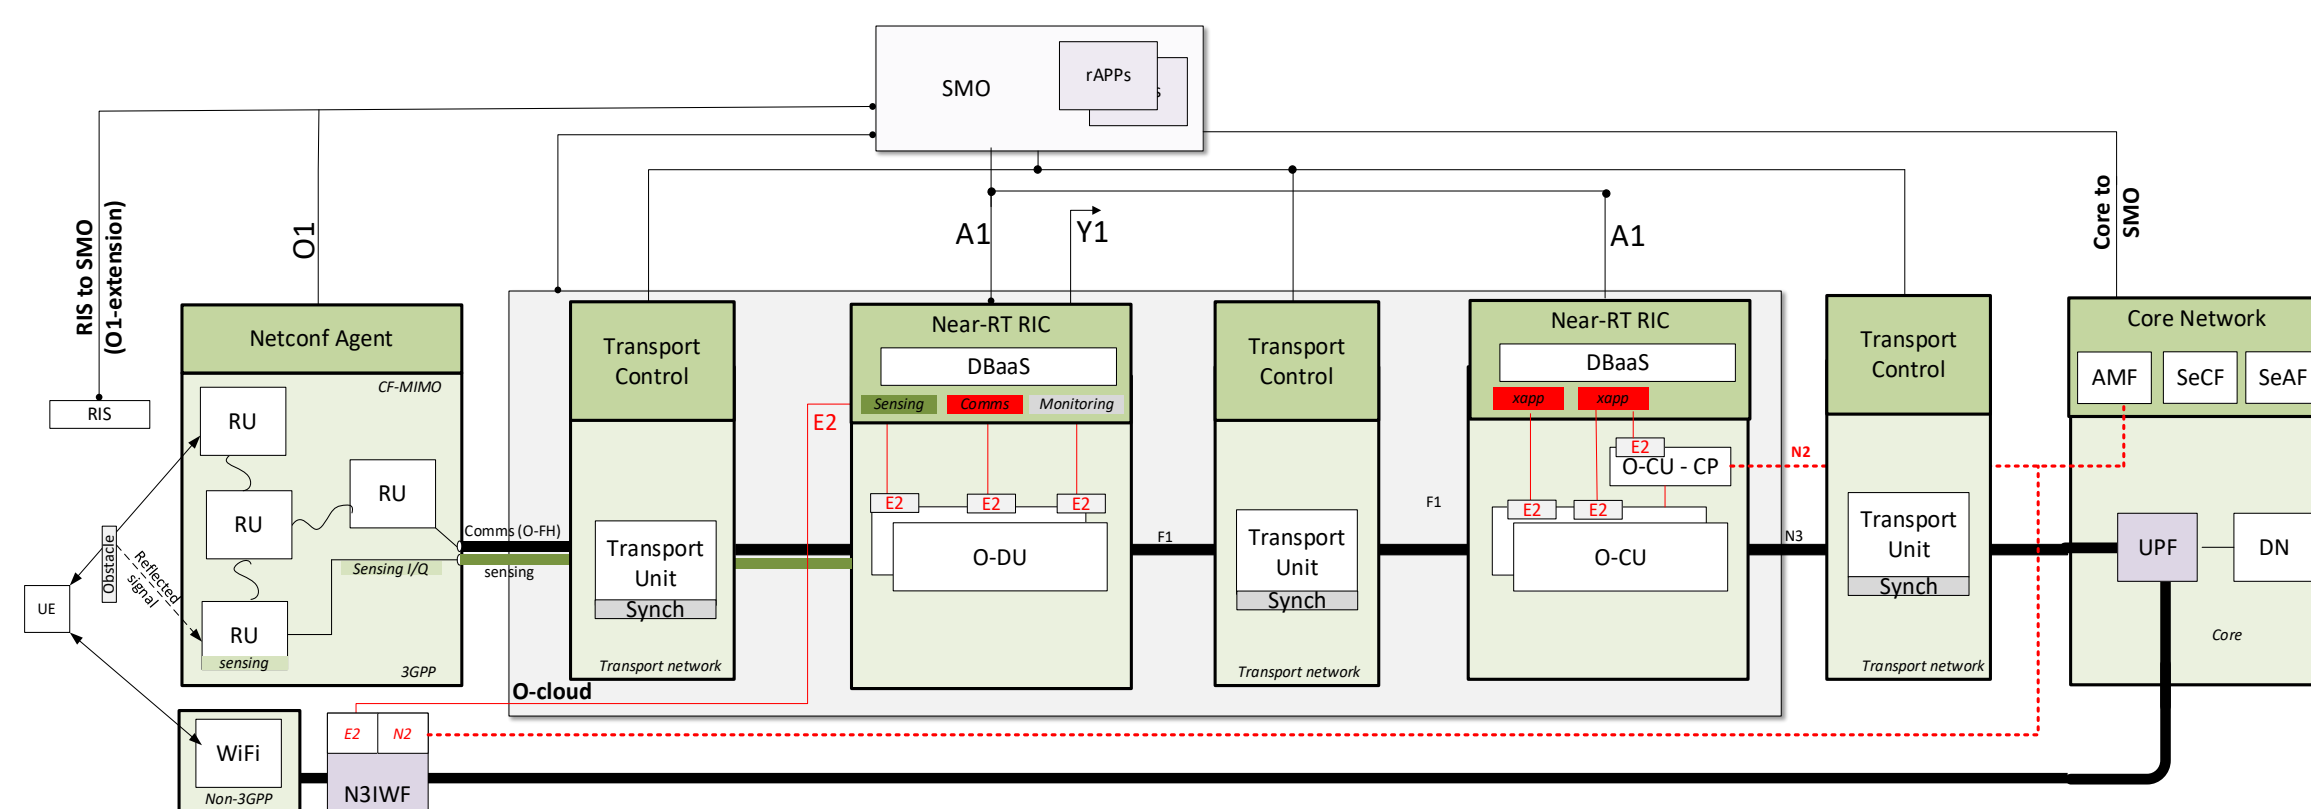 SMO
rAPPs
s
RIS to SMO
(O1-extension)
O1
A1
Y1
A1
Core to
SMO
Netconf Agent
CF-MIMO
RU
RU
RU
RU
sensing
Sensing I/Q
3GPP
RIS
Obstacle
Reflected
signal
UE
Comms (O-FH)
sensing
Transport
Control
Transport
Unit
Synch
Transport network
O-cloud
E2
Near-RT RIC
DBaaS
Sensing
Comms
Monitoring
E2
E2
E2
O-DU
F1
Transport
Control
Transport
Unit
Synch
Transport network
F1
Near-RT RIC
DBaaS
xapp
xapp
E2
O-CU - CP
E2
E2
O-CU
N2
N3
Transport
Control
Transport
Unit
Synch
Transport network
Core Network
AMF
SeCF
SeAF
UPF
DN
Core
WiFi
Non-3GPP
E2
N2
N3IWF